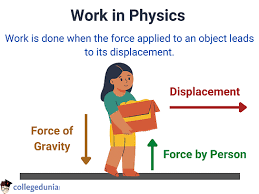 Work in Physics
Work is done when the force applied to an object leads
to its displacement.
Displacement
Force of
Gravity
Force by Person
collegedunia